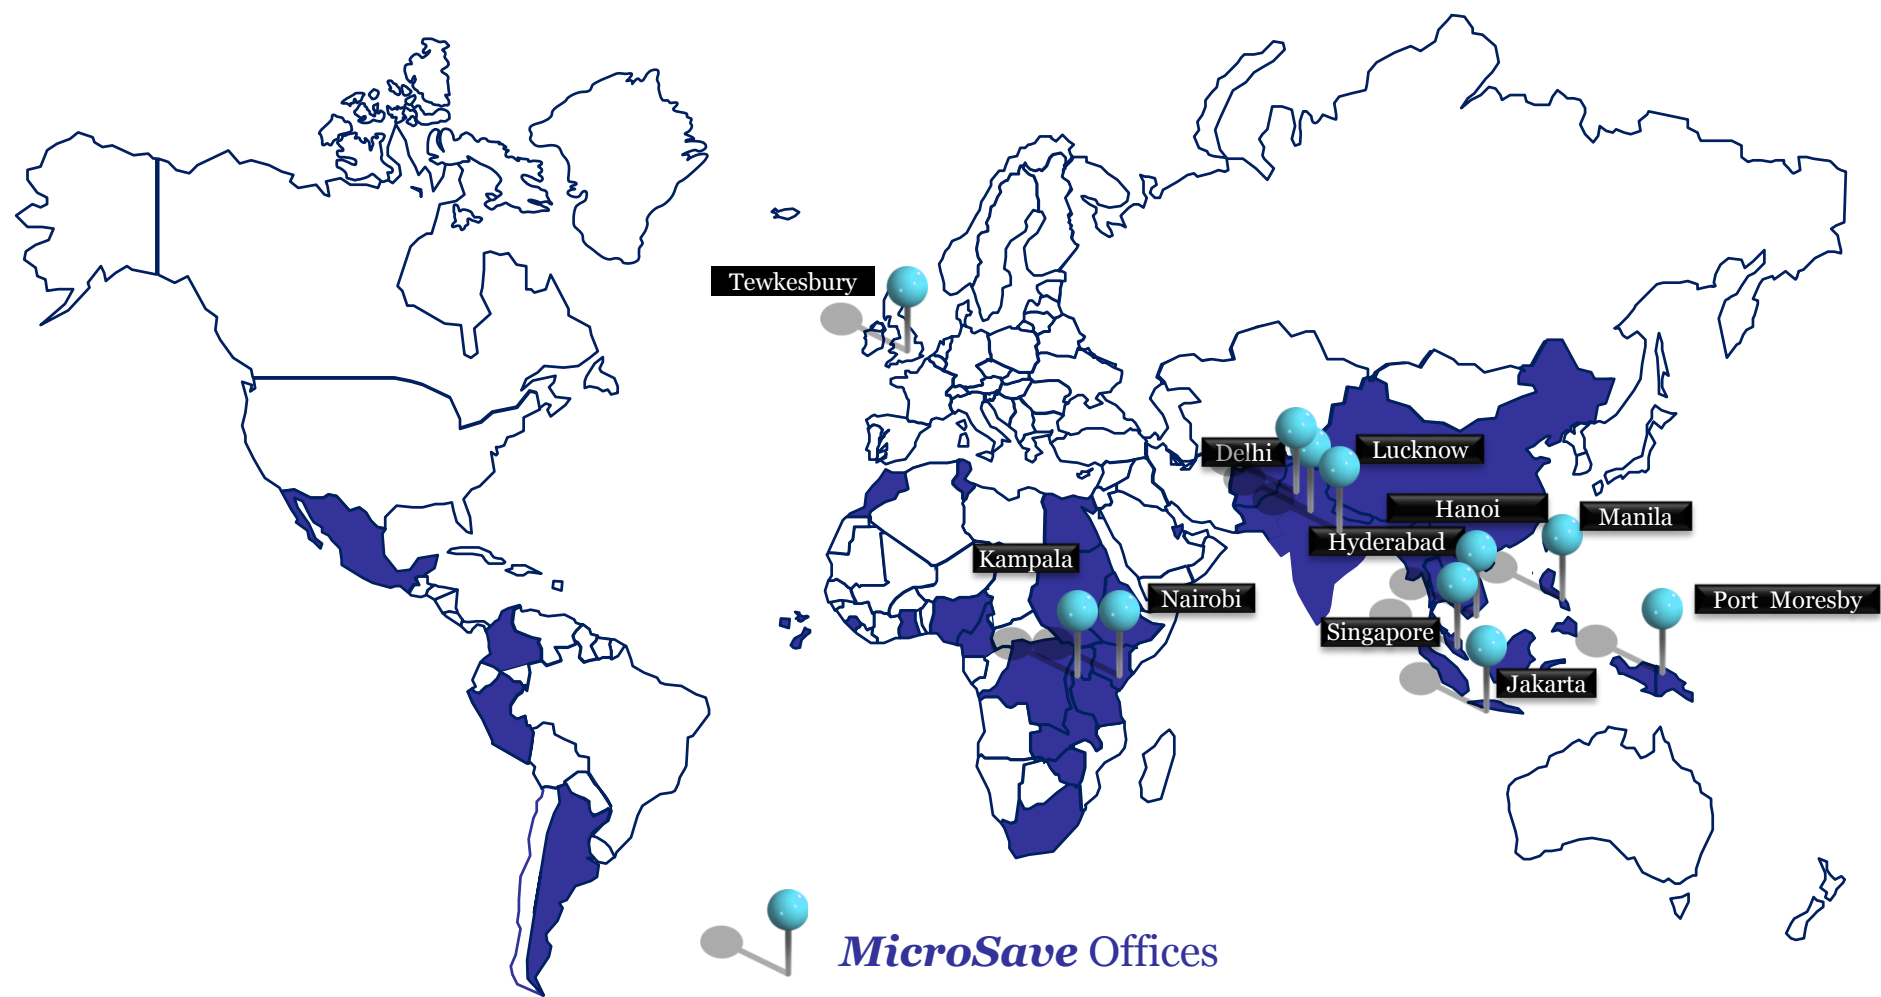 Tewkesbury
Delhi
Lucknow
Hanoi
Manila
Hyderabad
Kampala
Nairobi
Port Moresby
Singapore
Jakarta
MicroSave Offices